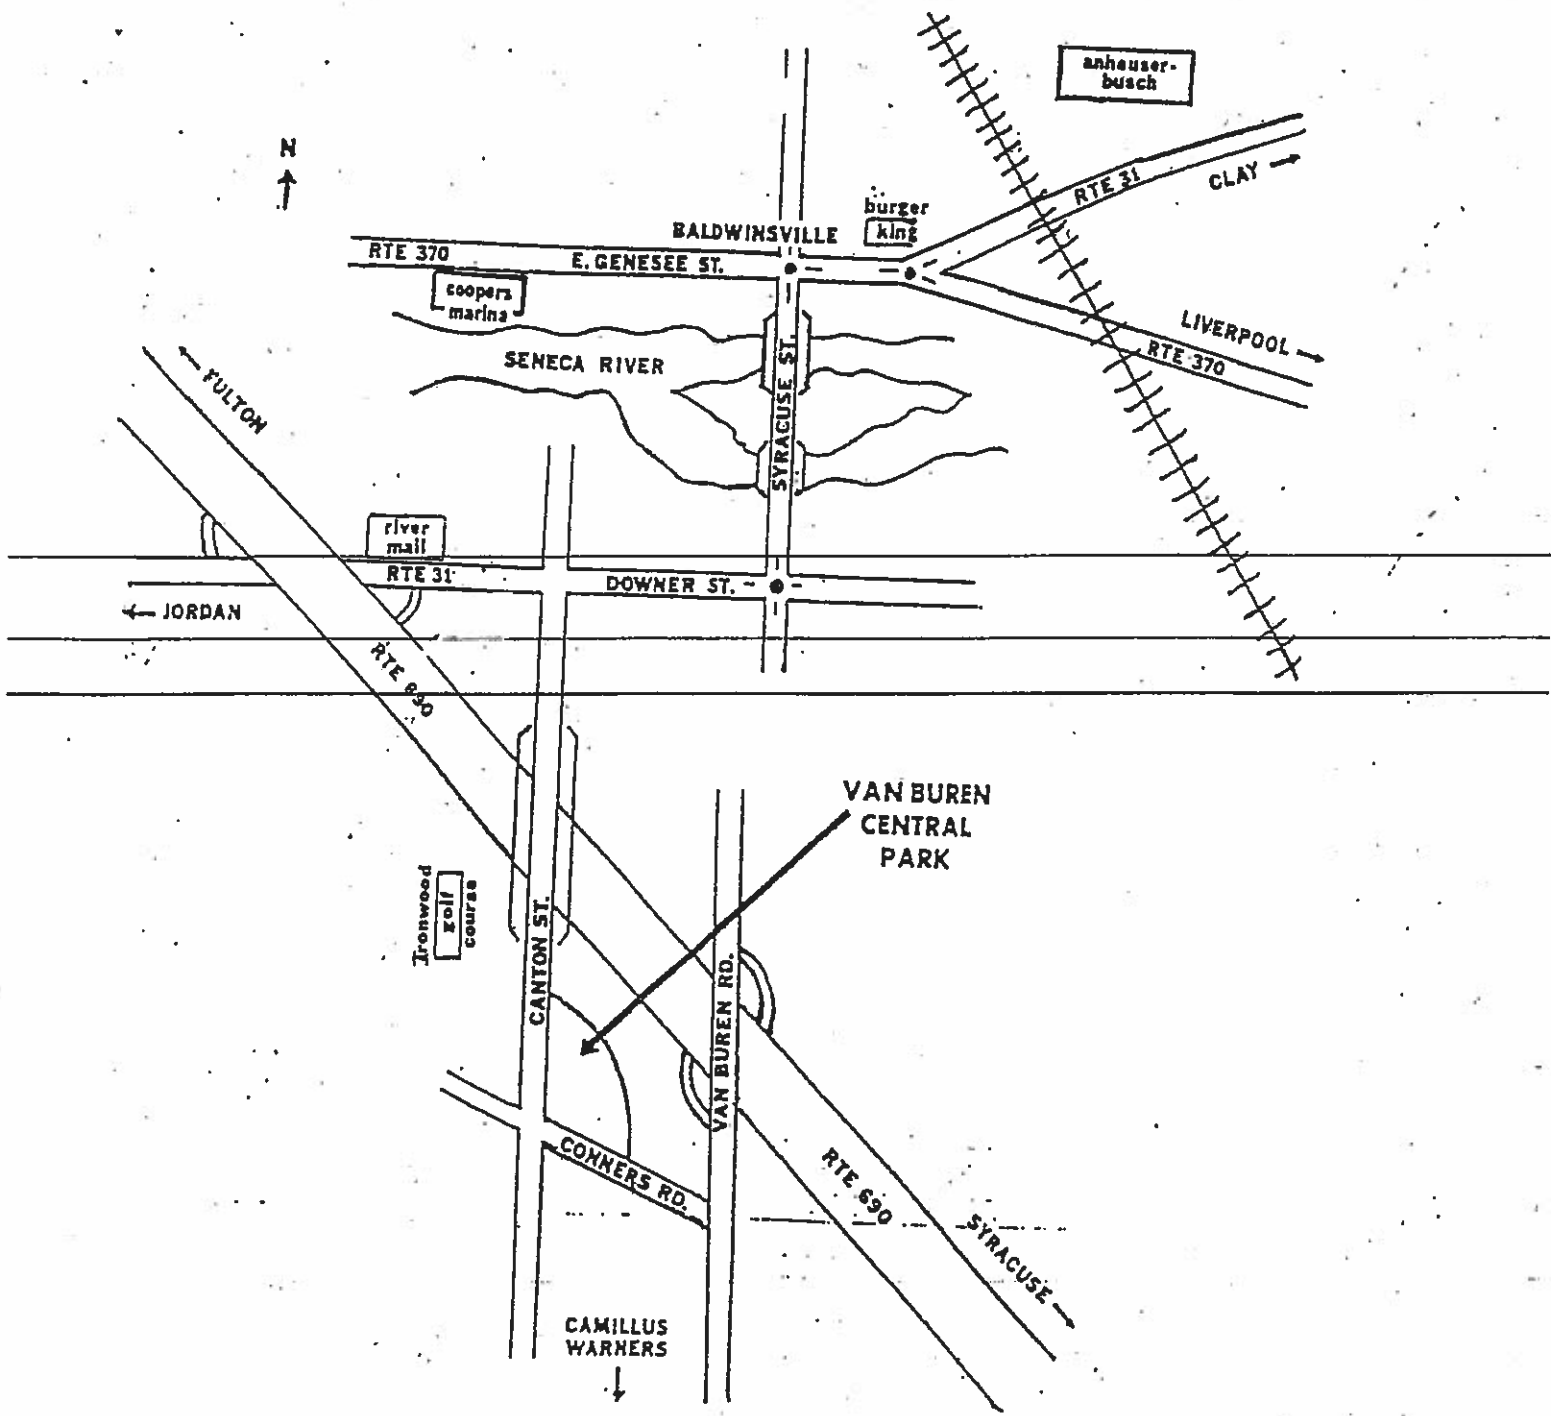 anheuser-
busch
N
RTE 31
CLAY
burger
king
BALDWINSVILLE
RTE 370
E. GENESEE ST.
coopers
marina
LIVERPOOL
RTE 370
SENECA RIVER
SYRACUSE ST.
FULTON
river
mall
RTE 31
DOWNER ST.
JORDAN
RTE 690
VAN BUREN
CENTRAL
PARK
Ironwood
golf
course
CANTON ST.
VAN BUREN RD.
CONNERS RD.
RTE 690
SYRACUSE
CAMILLUS
WARNERS